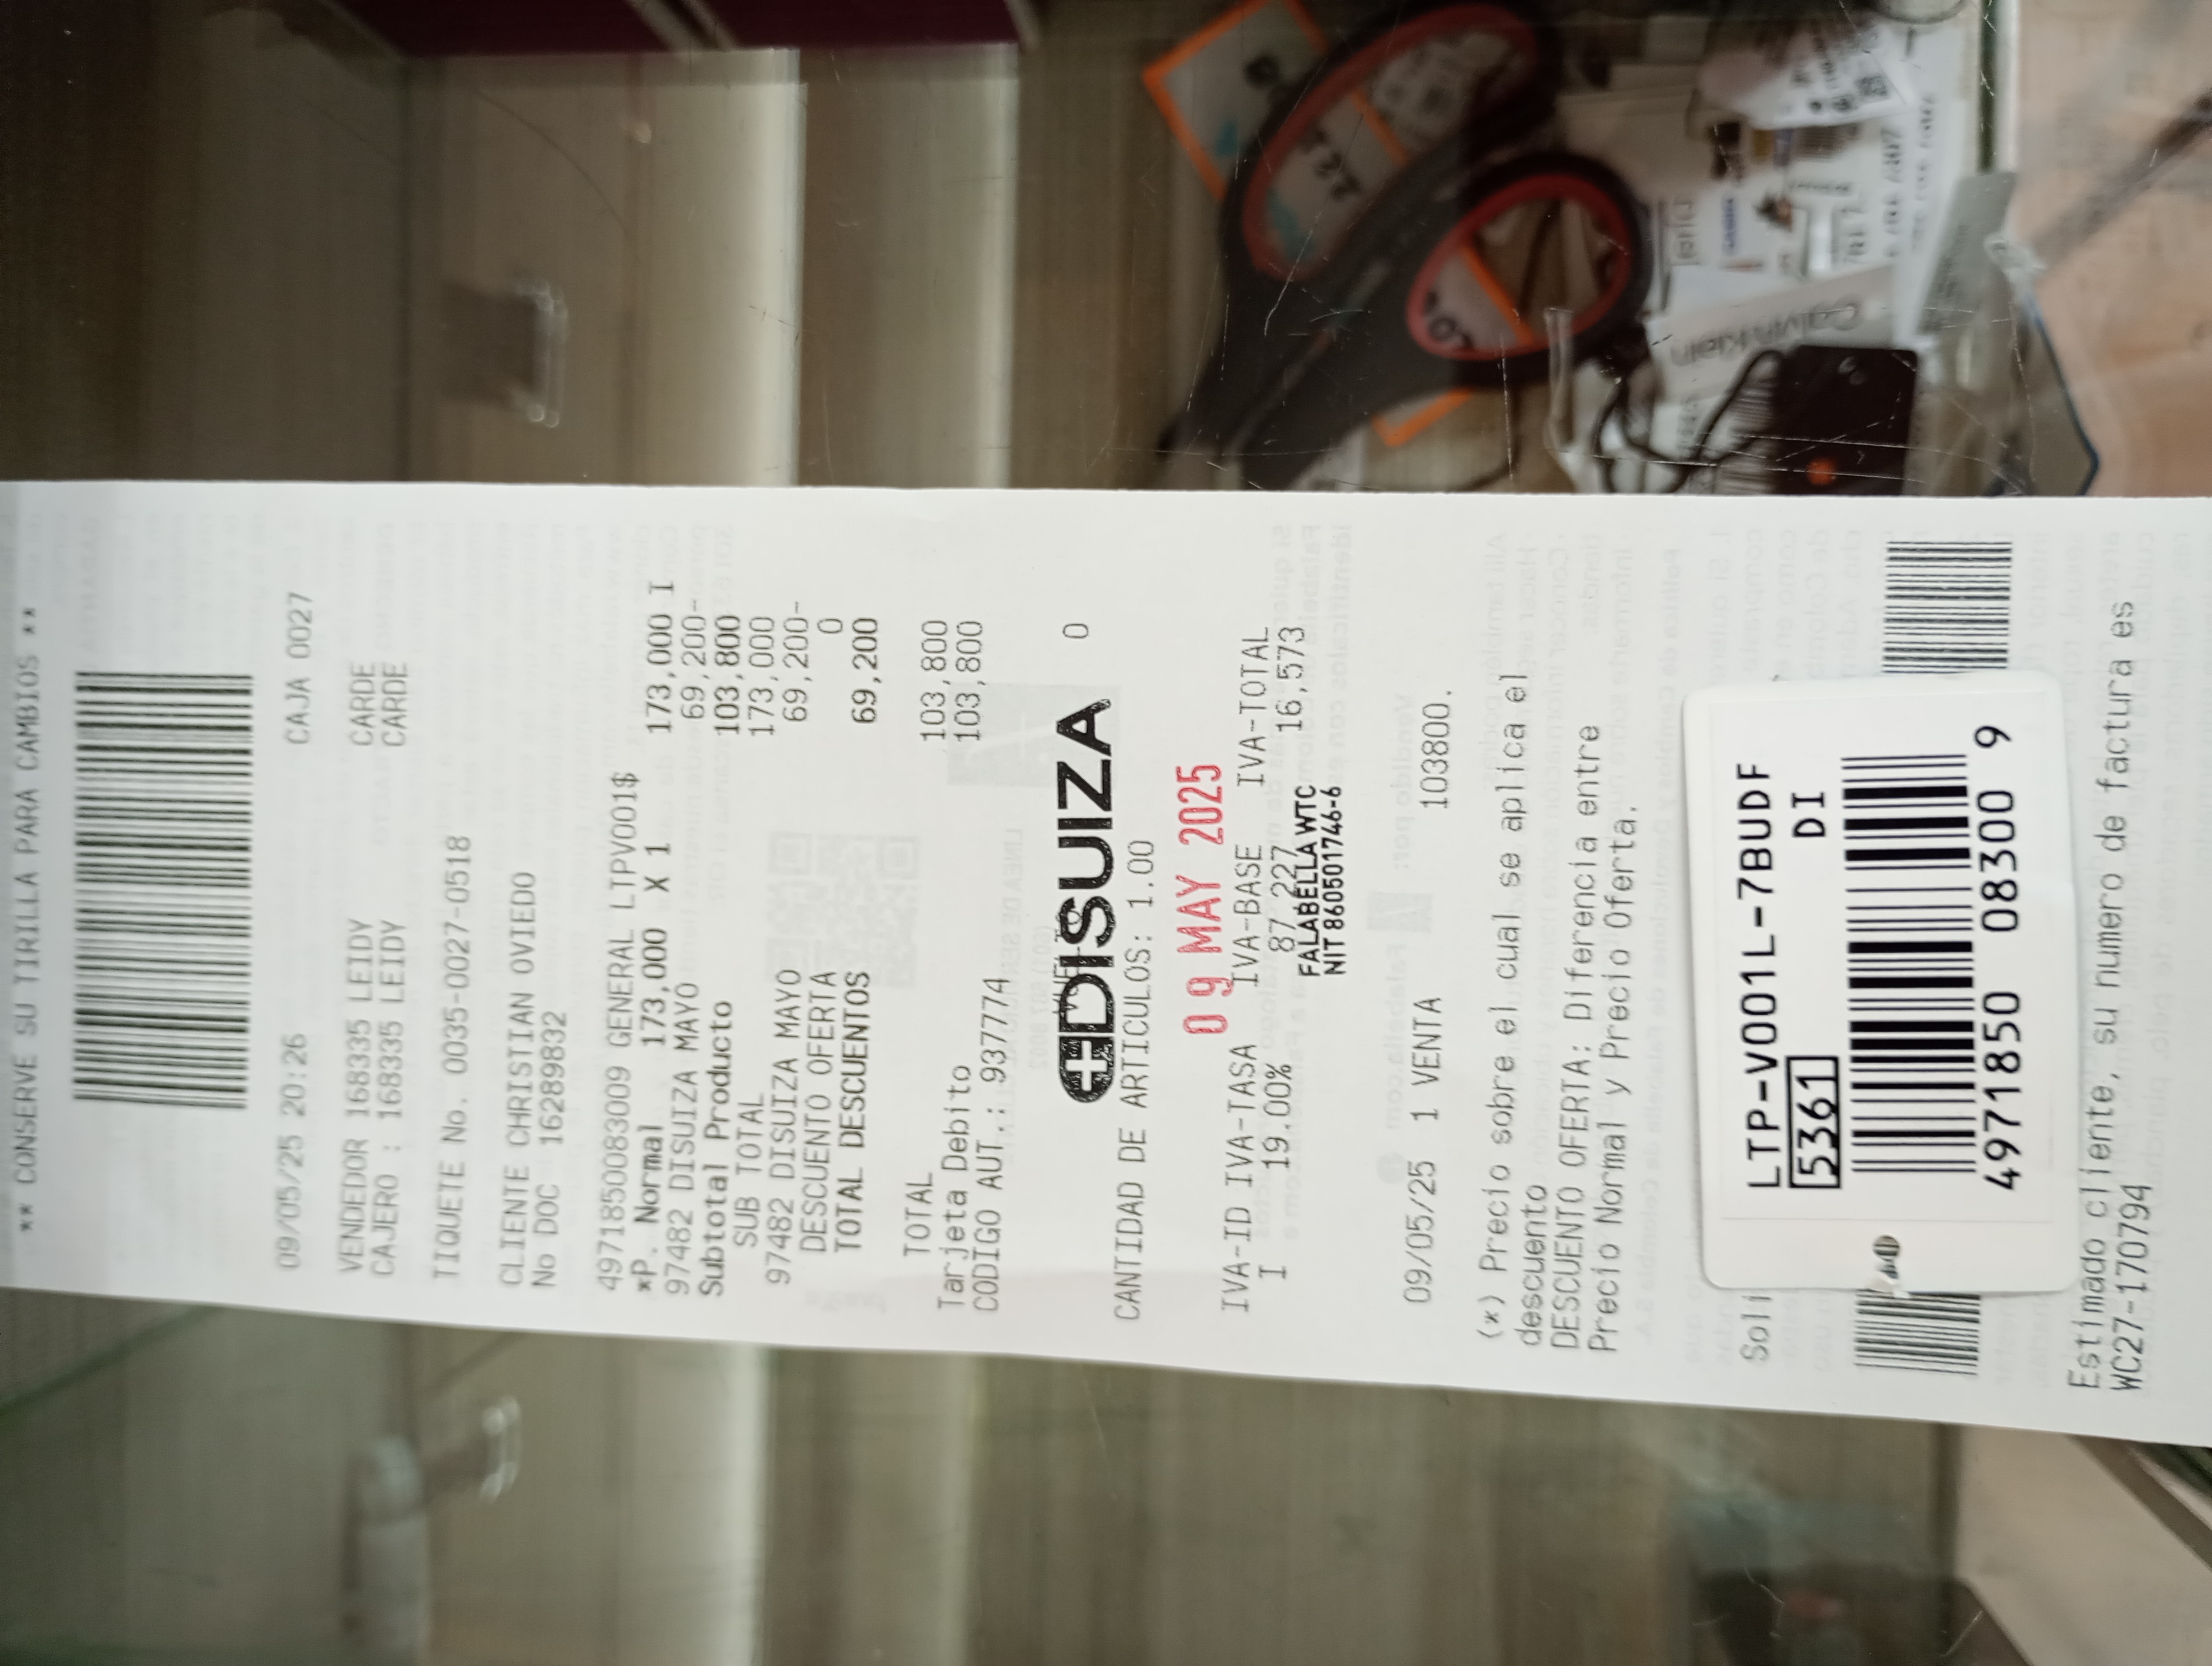 ** CONSERVE SU TIRILLA PARA CAMBIOS **
09/05/25 20:26 CAJA 0027
VENDEDOR 168335 LEIDY CARDE
CAJERO : 168335 LEIDY CARDE
TIQUETE No. 0035-0027-0518
CLIENTE CHRISTIAN OVIEDO
No DOC 16289832
4971850083009 GENERAL LTPV001$
*P. Normal 173,000 X 1 173,000 I
97482 DISUIZA MAYO 69,200-
Subtotal Producto 103,800
SUB TOTAL 173,000
97482 DISUIZA MAYO 69,200-
DESCUENTO OFERTA 0
TOTAL DESCUENTOS 69,200
TOTAL 103,800
Tarjeta Debito 103,800
CODIGO AUT.: 937774
0
DISUIZA
CANTIDAD DE ARTICULOS: 1.00
09 MAY 2025
IVA-ID IVA-TASA IVA-BASE IVA-TOTAL
I 19.00% 87,227 16,573
FALABELLA WTC
NIT 860501746-6
09/05/25 1 VENTA 103800.
(*) Precio sobre el cual se aplica el
descuento
DESCUENTO OFERTA: Diferencia entre
Precio Normal y Precio Oferta.
Soli
LTP-V001L-7BUDF
5361 DI
4971850 08300 9
Estimado cliente, su numero de factura es
WC27-170794
Calvin Klein